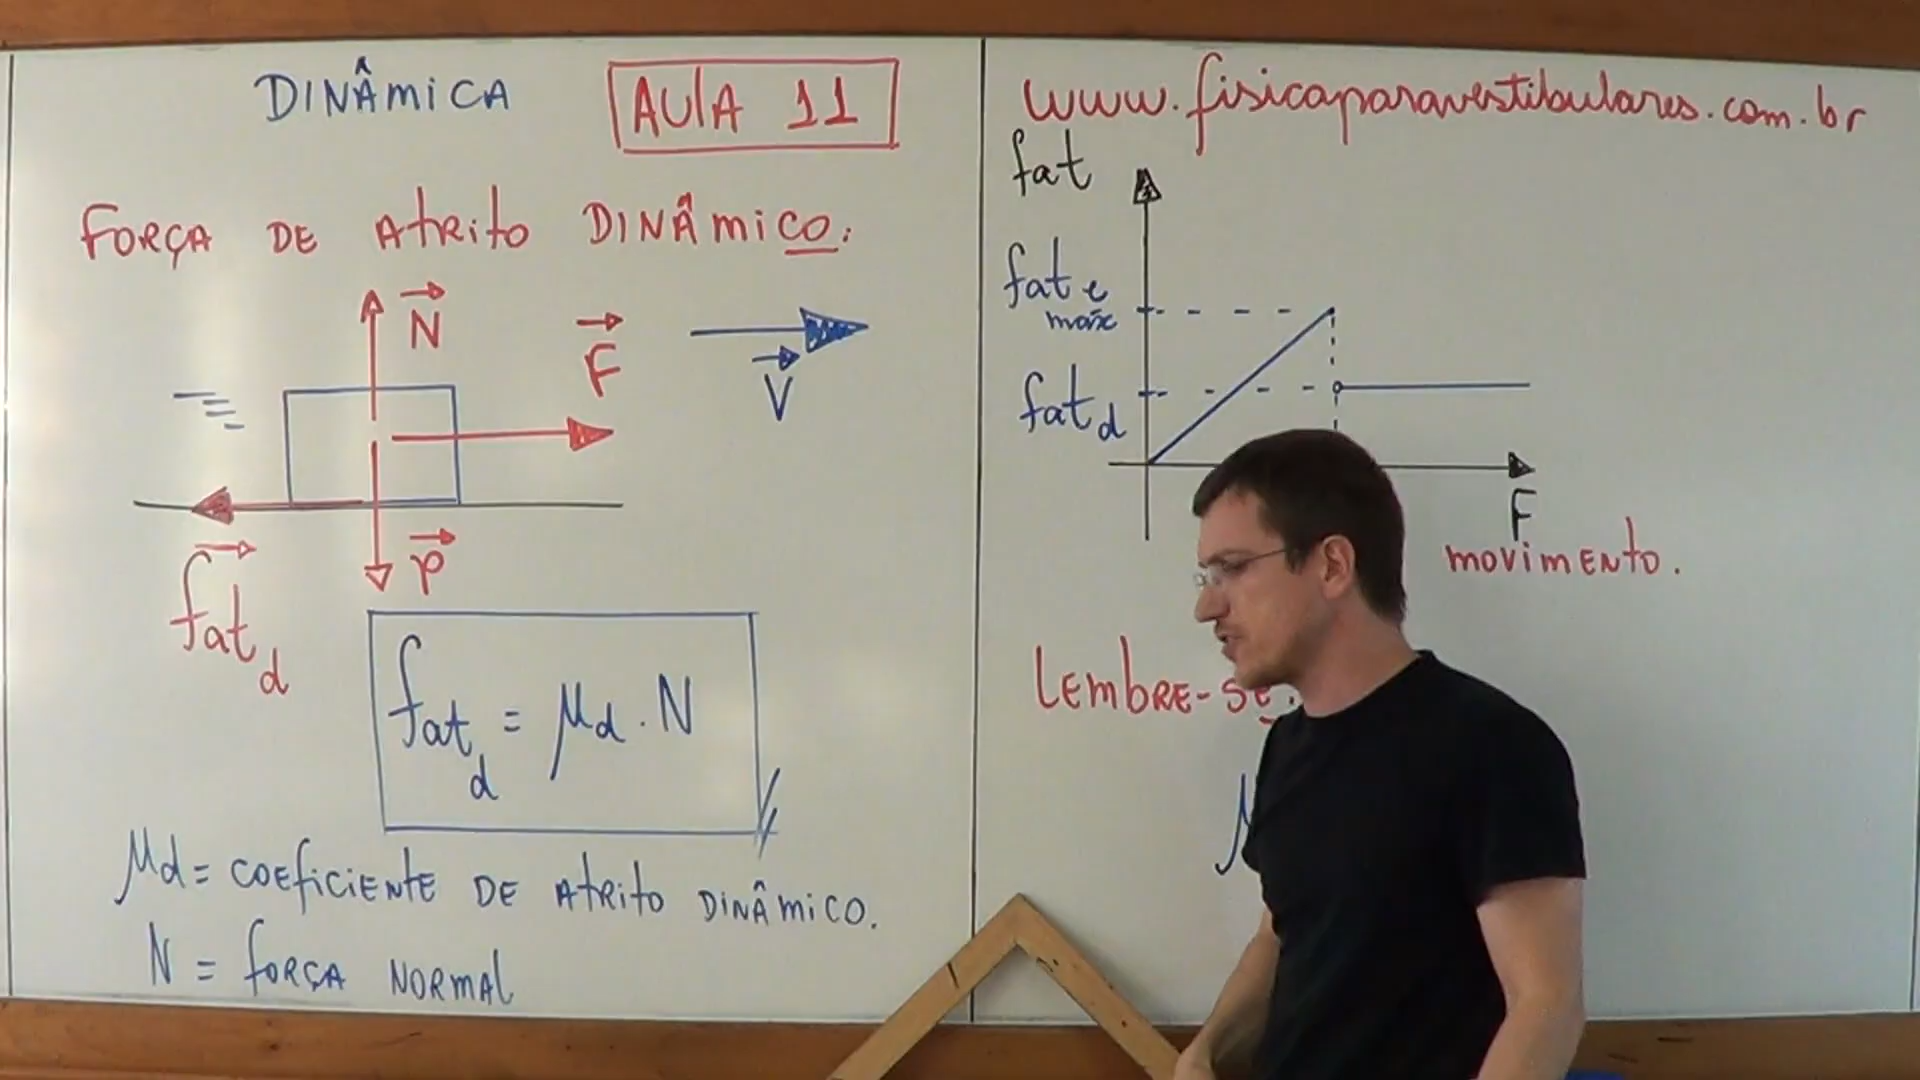 DINÂMICA
AULA 11
FORÇA DE ATRITO DINÂMICO:
N
F
V
fat d
P
fat d = μd . N
μd = COEFICIENTE DE ATRITO DINÂMICO.
N = FORÇA NORMAL
www.fisicaparavestibulares.com.br
fat
fat e máx
fat d
F
MOVIMENTO.
LEMBRE-SE:
μ